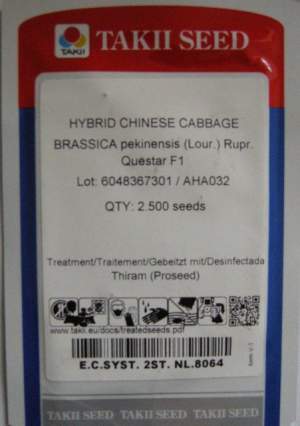 TAKII
TAKII SEED
HYBRID CHINESE CABBAGE
BRASSICA pekinensis (Lour.) Rupr.
Questar F1
Lot: 6048367301 / AHA032
QTY: 2.500 seeds
Treatment/Traitement/Gebeitzt mit/Desinfectada
Thiram (Proseed)
www.takii.eu/docs/treatedseeds.pdf
E.C.SYST. 2ST. NL.8064
TAKII SEED TAKII SEED TAKII SEED